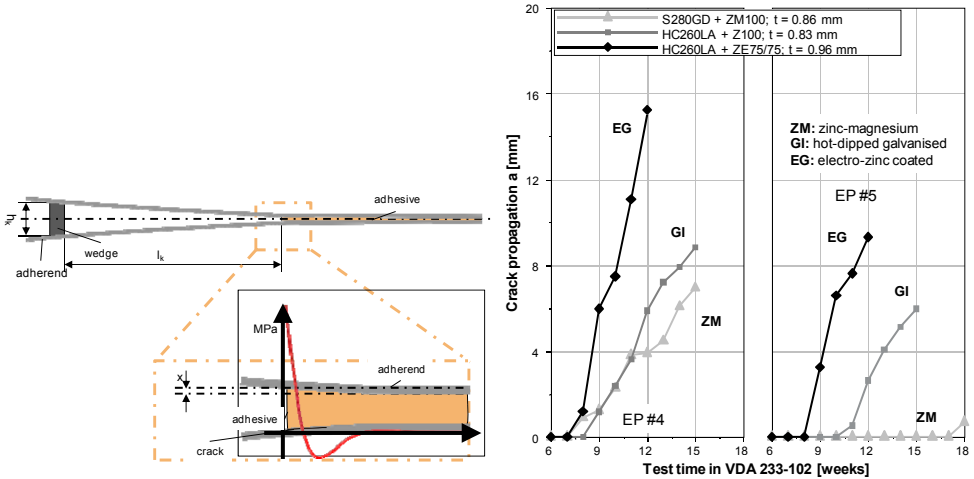 hₖ
adhesive
wedge
adherend
lₖ
MPa
x
adherend
adhesive
crack
S280GD + ZM100; t = 0.86 mm
HC260LA + Z100; t = 0.83 mm
HC260LA + ZE75/75; t = 0.96 mm
Crack propagation a [mm]
20
16
12
8
4
0
EG
GI
ZM
EP #4
6
9
12
15
18
ZM: zinc-magnesium
GI: hot-dipped galvanised
EG: electro-zinc coated
EP #5
EG
GI
ZM
6
9
12
15
18
Test time in VDA 233-102 [weeks]